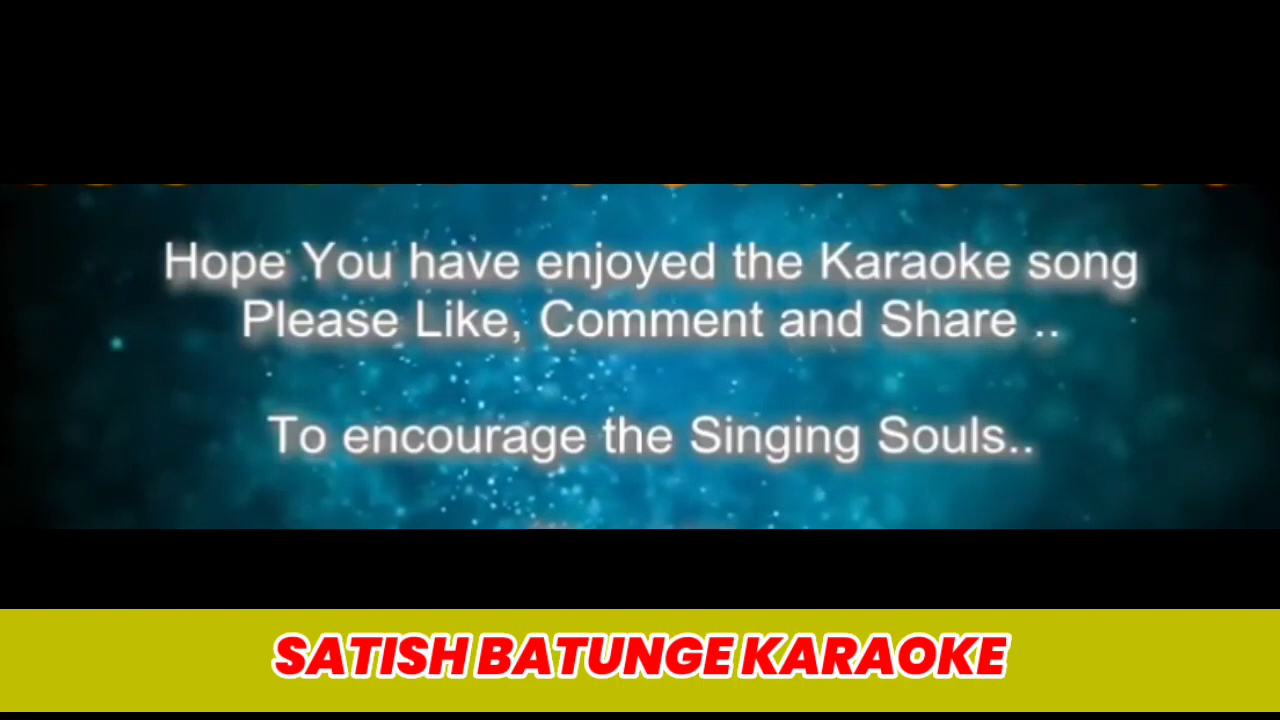 Hope You have enjoyed the Karaoke song
Please Like, Comment and Share ..
To encourage the Singing Souls..
SATISH BATUNGE KARAOKE